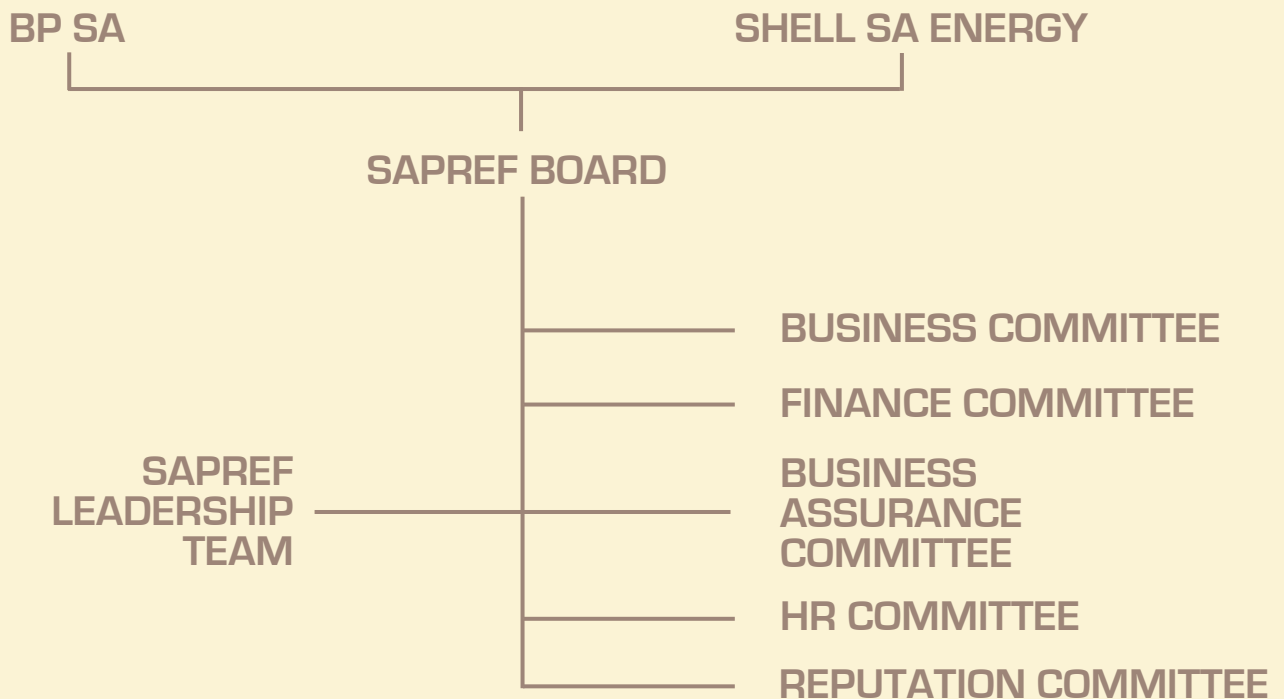 BP SA
SHELL SA ENERGY
SAPREF BOARD
BUSINESS COMMITTEE
FINANCE COMMITTEE
SAPREF
LEADERSHIP
TEAM
BUSINESS
ASSURANCE
COMMITTEE
HR COMMITTEE
REPUTATION COMMITTEE